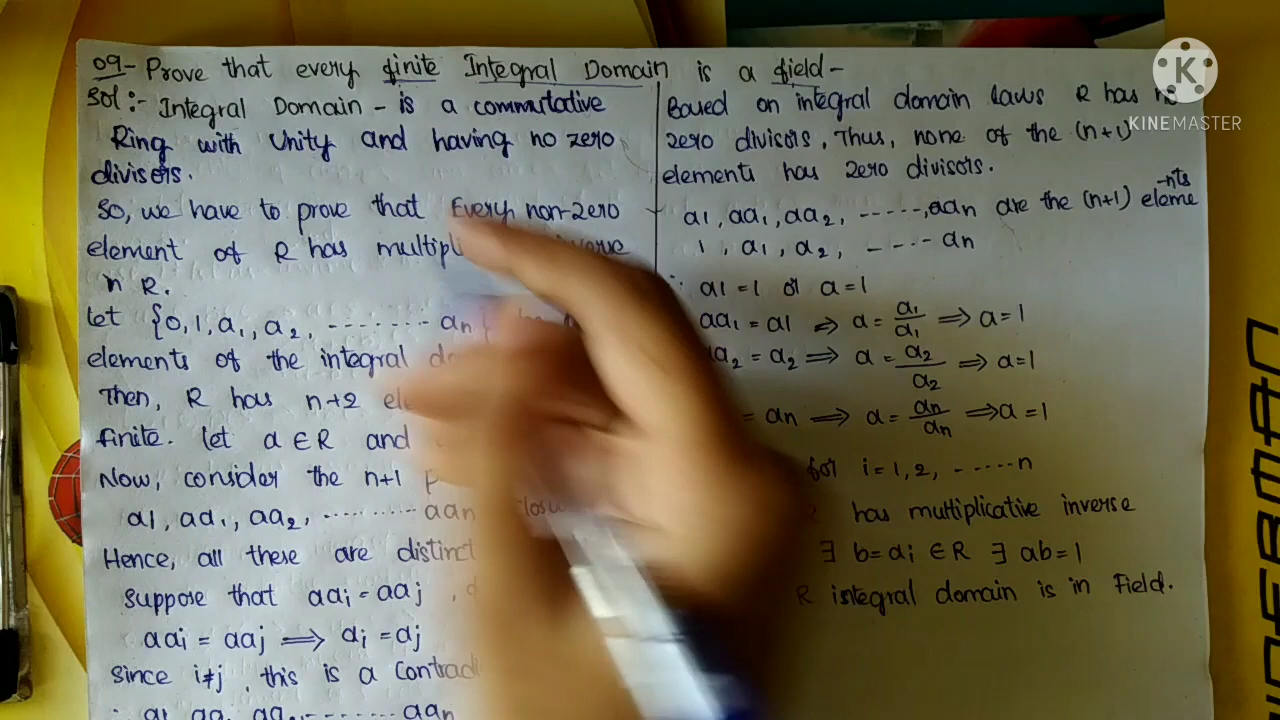 09- Prove that every finite Integral Domain is a field-
Sol:- Integral Domain - is a commutative
Ring with Unity and having no zero
divisers.
So, we have to prove that Every non-zero
element of R has
n R.
let {0, 1, a1, a2, ........ an
elements of the integral
Then, R has n+2
finite. let a ∈ R and
Now, consider the n+1
a1, aa1, aa2, .......... aan
Hence, all these are distinct
Suppose that aai = aaj ,
aai = aaj ⟹ ai = aj
since i≠j , this is a
∴ a1 aa aa ......... aan
Based on integral domain laws R has
zero divisors. Thus, none of the (n+1)
elements has zero divisors.
a1, aa1, aa2, ......, aan are the (n+1) eleme
-nts
1, a1, a2, ---- an
∴ a1 = 1 or a = 1
aa1 = a1 ⇒ a = a1/a1 ⟹ a = 1
a2 = a2 ⟹ a = a2/a2 ⟹ a = 1
= an ⟹ a = an/an ⟹ a = 1
for i = 1, 2, ...... n
has multiplicative inverse
∃ b = ai ∈ R ∃ ab = 1
R integral domain is in Field.
K
KINEMASTER